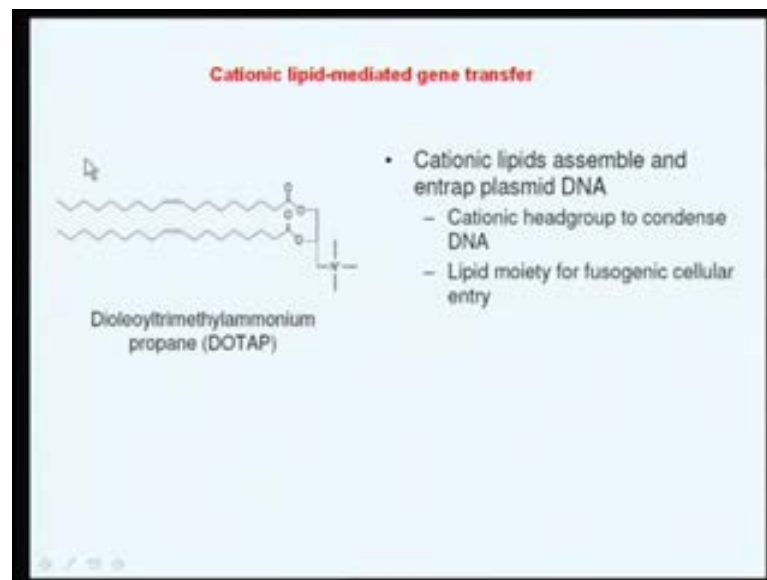 Cationic lipid-mediated gene transfer
• Cationic lipids assemble and
entrap plasmid DNA
– Cationic headgroup to condense
DNA
– Lipid moiety for fusogenic cellular
entry
O
O
O
O
N⁺
Dioleoyltrimethylammonium
propane (DOTAP)